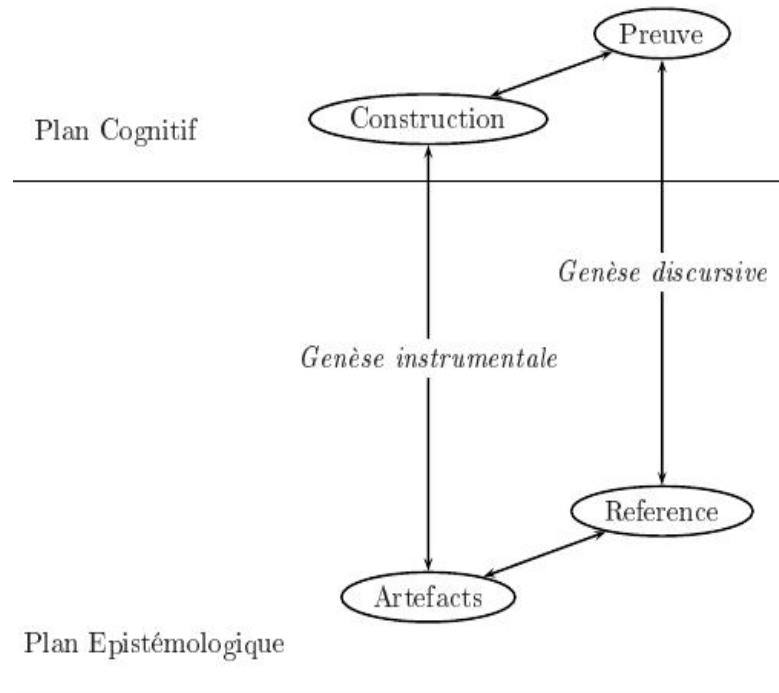 Preuve
Construction
Plan Cognitif
Genèse discursive
Genèse instrumentale
Reference
Artefacts
Plan Epistémologique